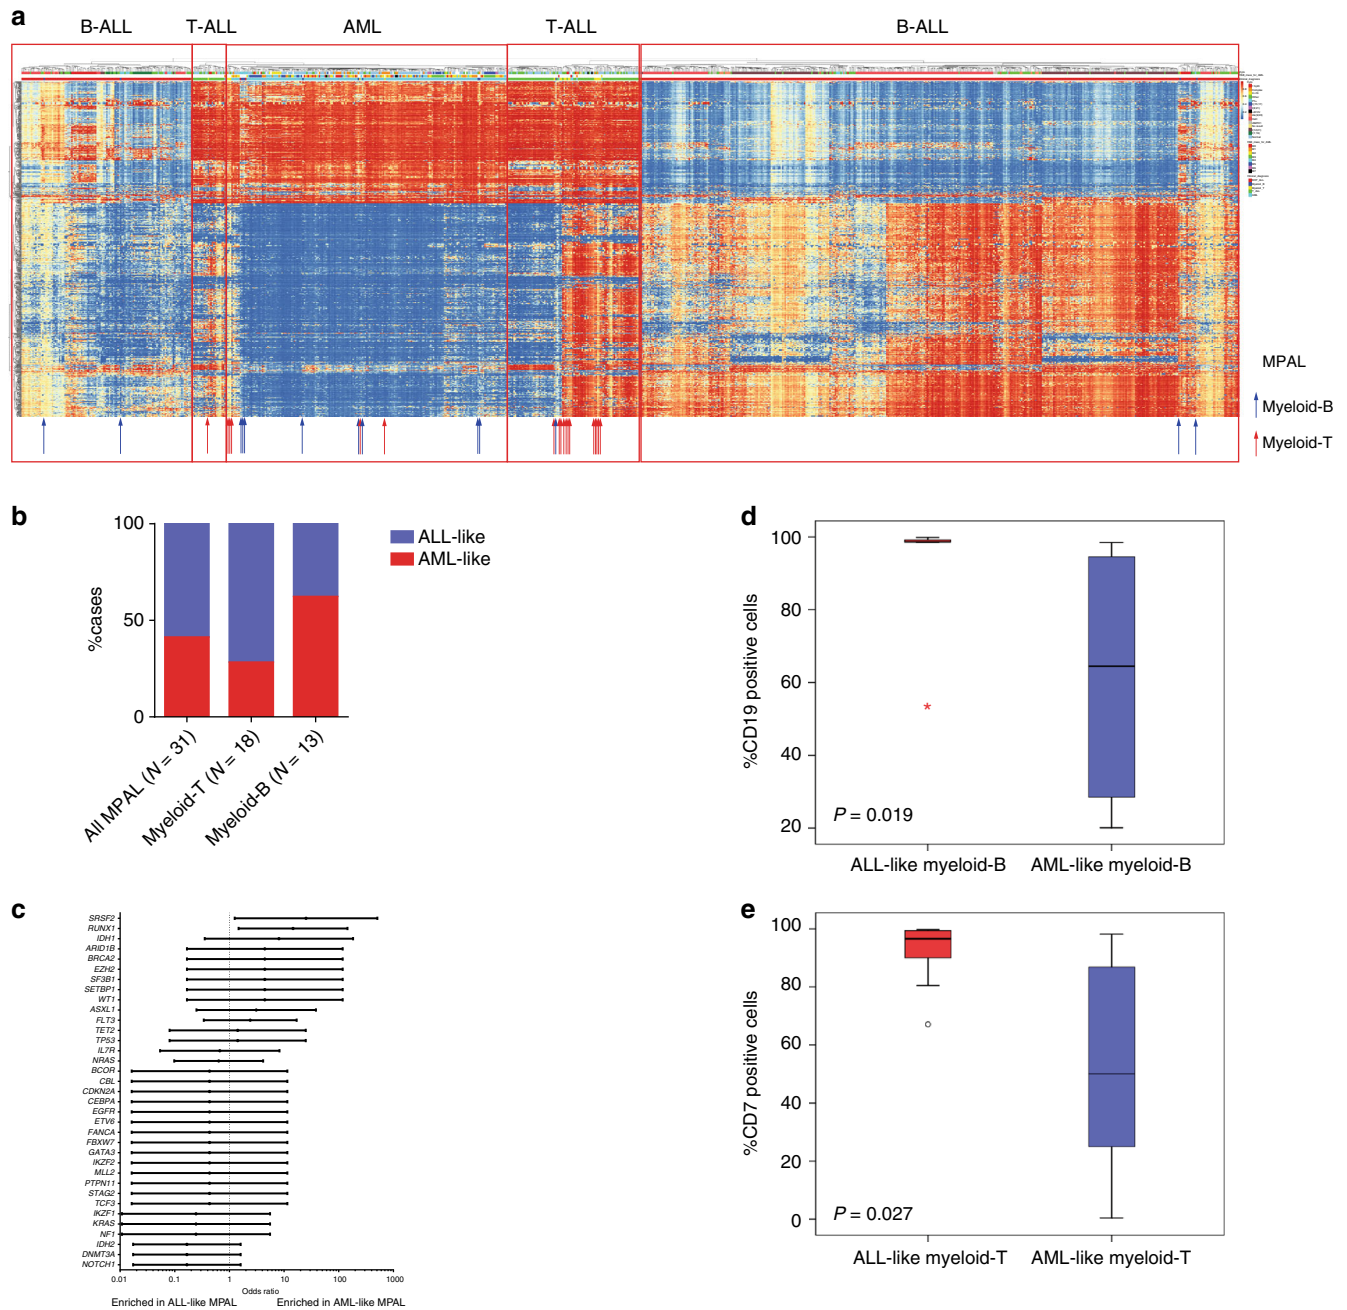 a
B-ALL T-ALL AML T-ALL B-ALL
MPAL
Myeloid-B
Myeloid-T
b
100
50
0
%cases
ALL-like
AML-like
All MPAL (N = 31)
Myeloid-T (N = 18)
Myeloid-B (N = 13)
c
SRSF2
RUNX1
IDH1
ARID1B
BRCA2
EZH2
SF3B1
SETBP1
WT1
ASXL1
FLT3
TET2
TP53
IL7R
NRAS
BCOR
CBL
CDKN2A
CEBPA
EGFR
ETV6
FANCA
FBXW7
GATA3
IKZF2
MLL2
PTPN11
STAG2
TCF3
IKZF1
KRAS
NF1
IDH2
DNMT3A
NOTCH1
0.01 0.1 1 10 100 1000
Odds ratio
Enriched in ALL-like MPAL Enriched in AML-like MPAL
d
100
80
60
40
20
%CD19 positive cells
*
P = 0.019
ALL-like myeloid-B AML-like myeloid-B
e
100
80
60
40
20
0
%CD7 positive cells
P = 0.027
ALL-like myeloid-T AML-like myeloid-T